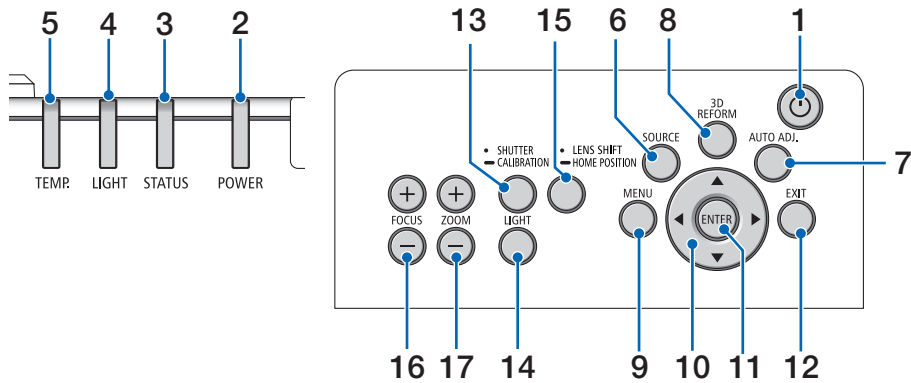 5 4 3 2
13 15 6 8 1
3D
REFORM
SOURCE
AUTO ADJ.
7
• SHUTTER
— CALIBRATION
• LENS SHIFT
— HOME POSITION
TEMP. LIGHT STATUS POWER
MENU
EXIT
ENTER
FOCUS ZOOM LIGHT
16 17 14 9 10 11 12